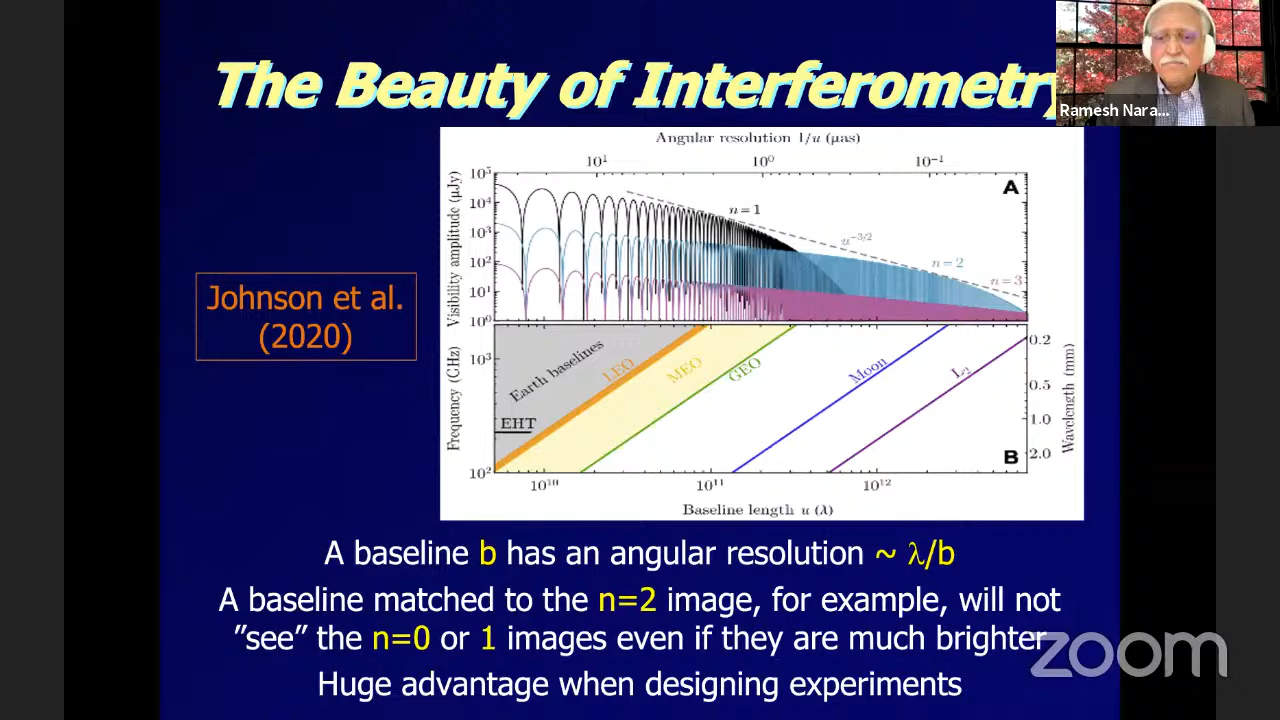 The Beauty of Interferometry
Ramesh Nara...
Angular resolution 1/u (μas)
10¹ 10⁰ 10⁻¹
Visibility amplitude (μJy)
10⁵
10⁴
10³
10²
10¹
10⁰
A
n = 1
u⁻³/²
n = 2
n = 3
Johnson et al.
(2020)
Frequency (GHz)
10³
10²
Earth baselines
LEO
MEO
GEO
Moon
L₂
EHT
B
0.2
0.5
1.0
2.0
Wavelength (mm)
10¹⁰ 10¹¹ 10¹²
Baseline length u (λ)
A baseline b has an angular resolution ~ λ/b
A baseline matched to the n=2 image, for example, will not
”see” the n=0 or 1 images even if they are much brighter
Huge advantage when designing experiments
zoom